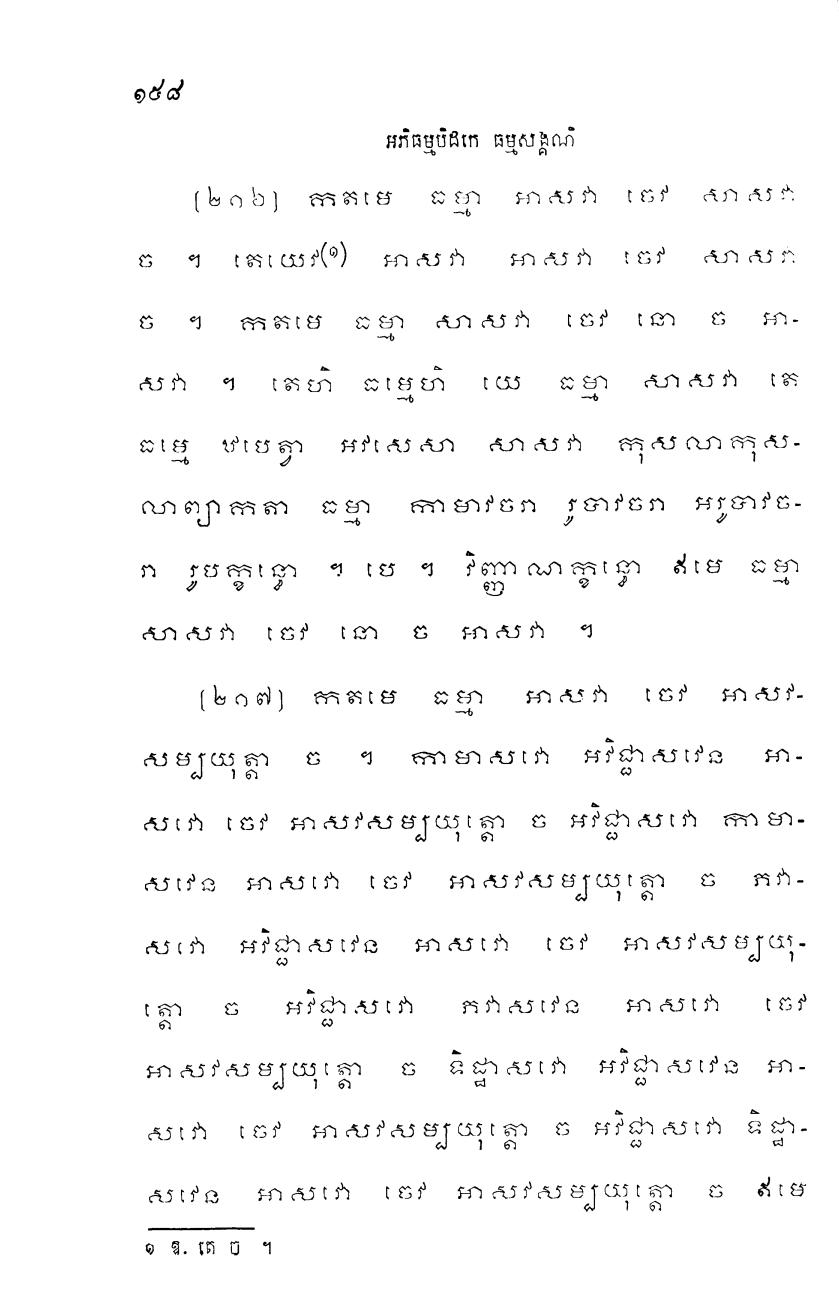 ១៥៨
អភិធម្មបិដកេ ធម្មសង្គណិ
[២១៦] កតមេ ធម្មា អាសវា ចេវ សាសវា
ច ។ តេយេវ(១) អាសវា អាសវា ចេវ សាសវា
ច ។ កតមេ ធម្មា សាសវា ចេវ នោ ច អា-
សវា ។ តេហិ ធម្មេហិ យេ ធម្មា សាសវា តេ
ធម្មេ ឋបេត្វា អវសេសា សាសវា កុសលាកុស-
លាព្យាកតា ធម្មា កាមាវចរា រូបាវចរា អរូបាវច-
រា រូបក្ខន្ធោ ។ បេ ។ វិញ្ញាណក្ខន្ធោ ឥមេ ធម្មា
សាសវា ចេវ នោ ច អាសវា ។
[២១៧] កតមេ ធម្មា អាសវា ចេវ អាសវ-
សម្បយុត្តា ច ។ កាមាសវោ អវិជ្ជាសវេន អា-
សវោ ចេវ អាសវសម្បយុត្តោ ច អវិជ្ជាសវោ កាមា-
សវេន អាសវោ ចេវ អាសវសម្បយុត្តោ ច ភវា-
សវោ អវិជ្ជាសវេន អាសវោ ចេវ អាសវសម្បយុ-
ត្តោ ច អវិជ្ជាសវោ ភវាសវេន អាសវោ ចេវ
អាសវសម្បយុត្តោ ច ទិដ្ឋាសវោ អវិជ្ជាសវេន អា-
សវោ ចេវ អាសវសម្បយុត្តោ ច អវិជ្ជាសវោ ទិដ្ឋា-
សវេន អាសវោ ចេវ អាសវសម្បយុត្តោ ច ឥមេ
១ ឱ. តេ ច ។